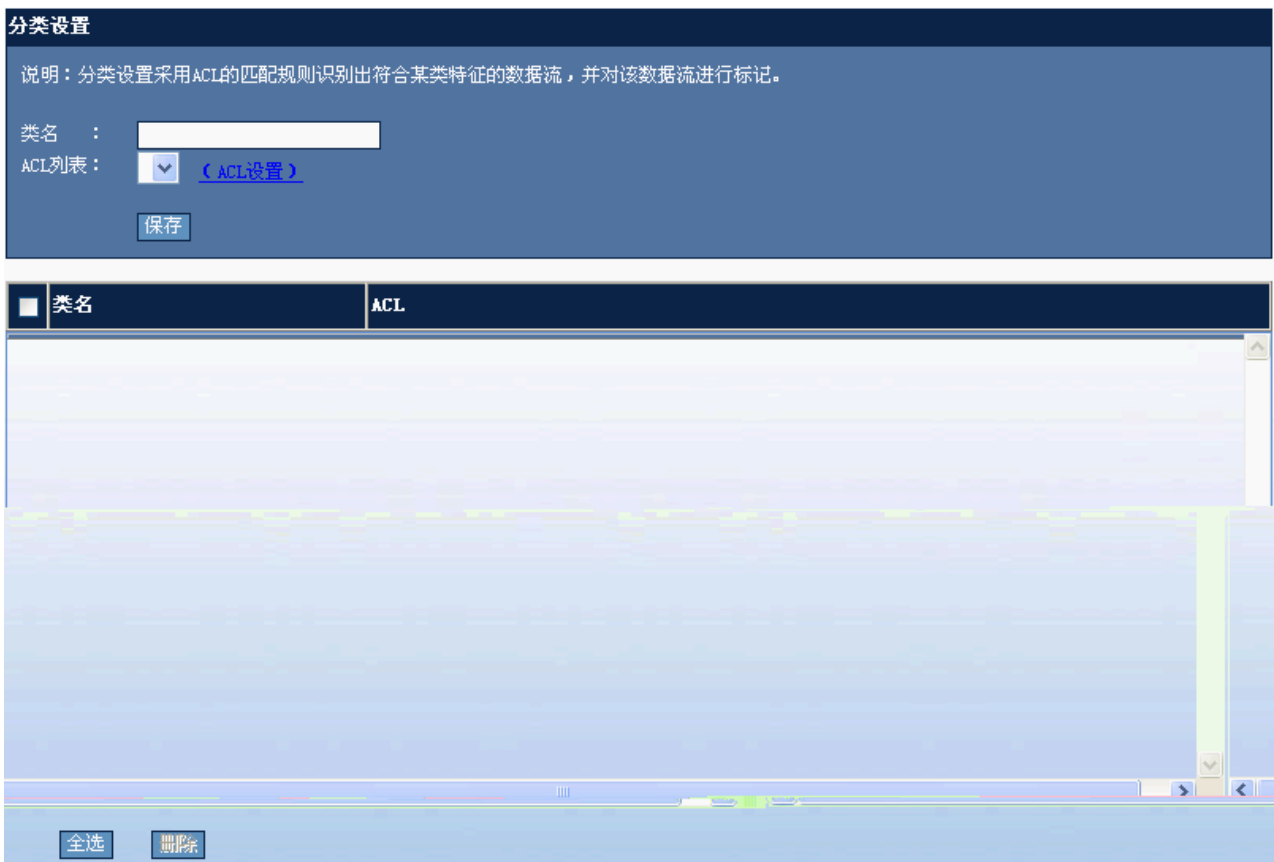 分类设置
说明：分类设置采用ACL的匹配规则识别出符合某类特征的数据流，并对该数据流进行标记。
类名 ：
ACL列表： （ACL设置）
保存
类名 ACL
全选 删除